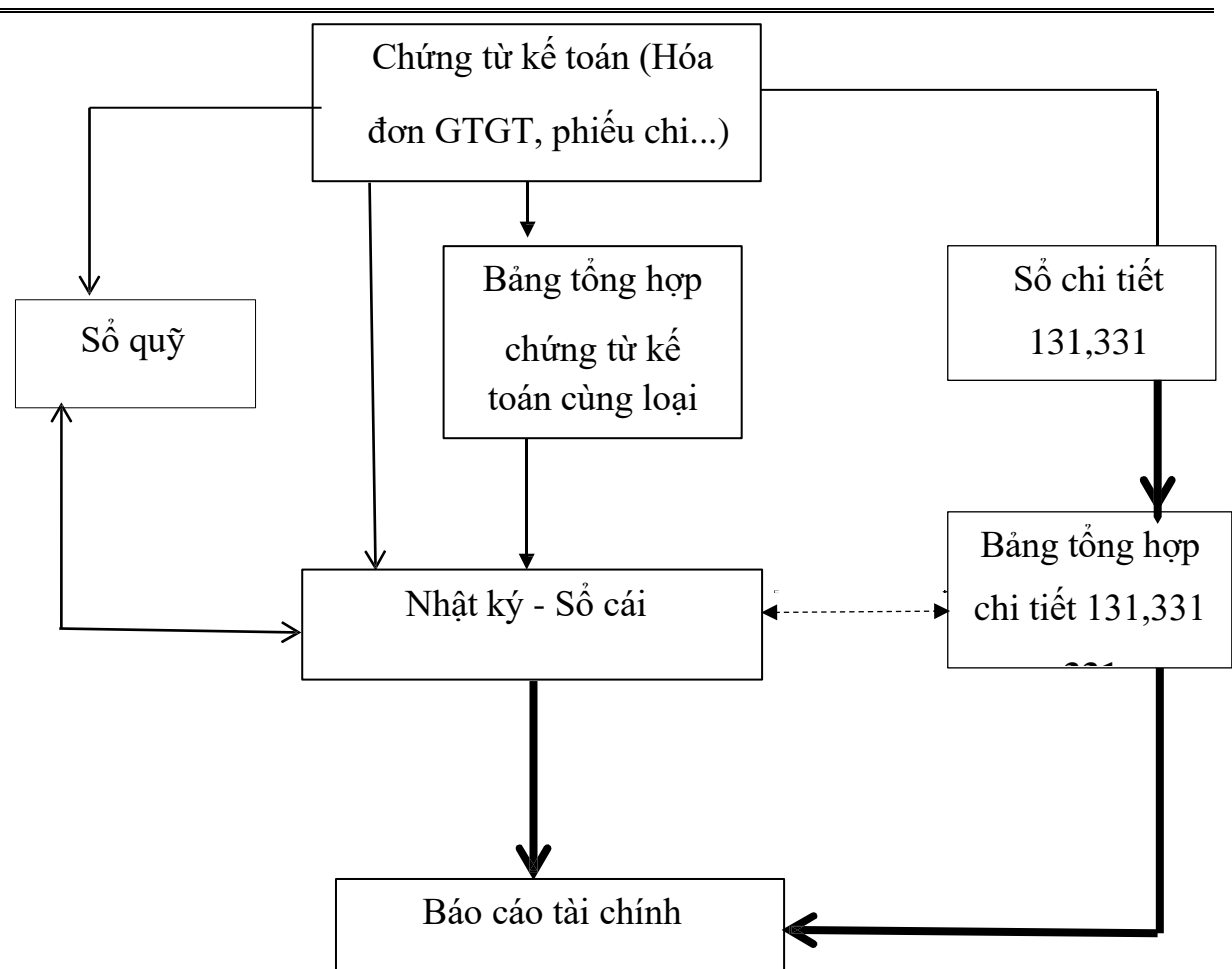 Chứng từ kế toán (Hóa
đơn GTGT, phiếu chi...)
Bảng tổng hợp
chứng từ kế
toán cùng loại
Sổ chi tiết
131,331
Sổ quỹ
Bảng tổng hợp
chi tiết 131,331
Nhật ký - Sổ cái
Báo cáo tài chính